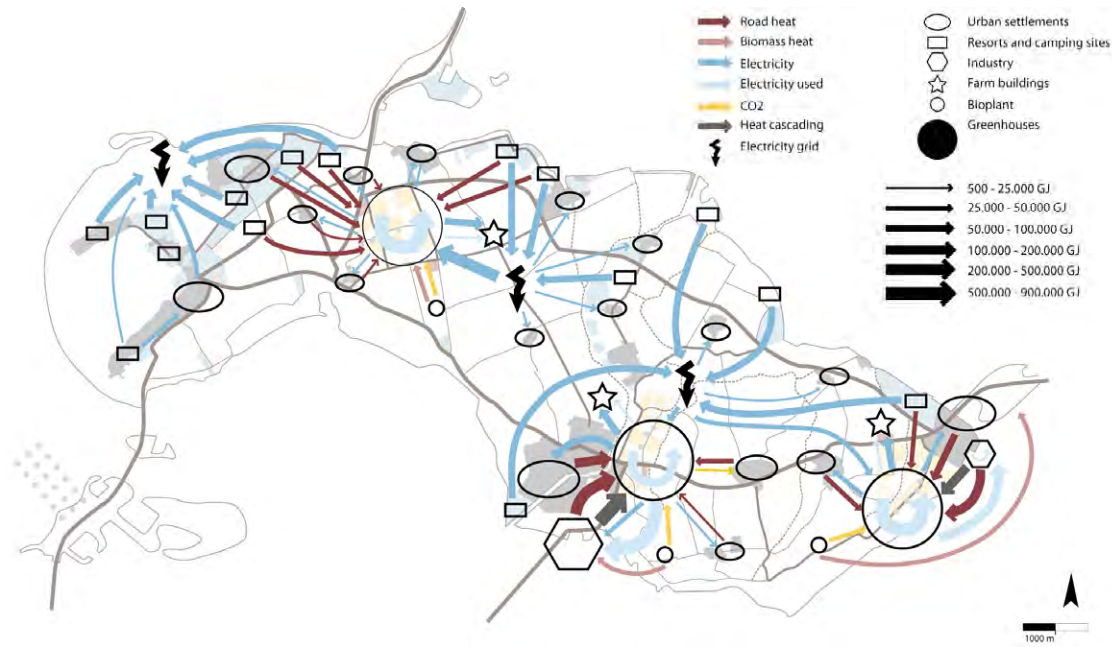 Road heat
Biomass heat
Electricity
Electricity used
CO2
Heat cascading
Electricity grid
Urban settlements
Resorts and camping sites
Industry
Farm buildings
Bioplant
Greenhouses
500 - 25.000 GJ
25.000 - 50.000 GJ
50.000 - 100.000 GJ
100.000 - 200.000 GJ
200.000 - 500.000 GJ
500.000 - 900.000 GJ
1000 m